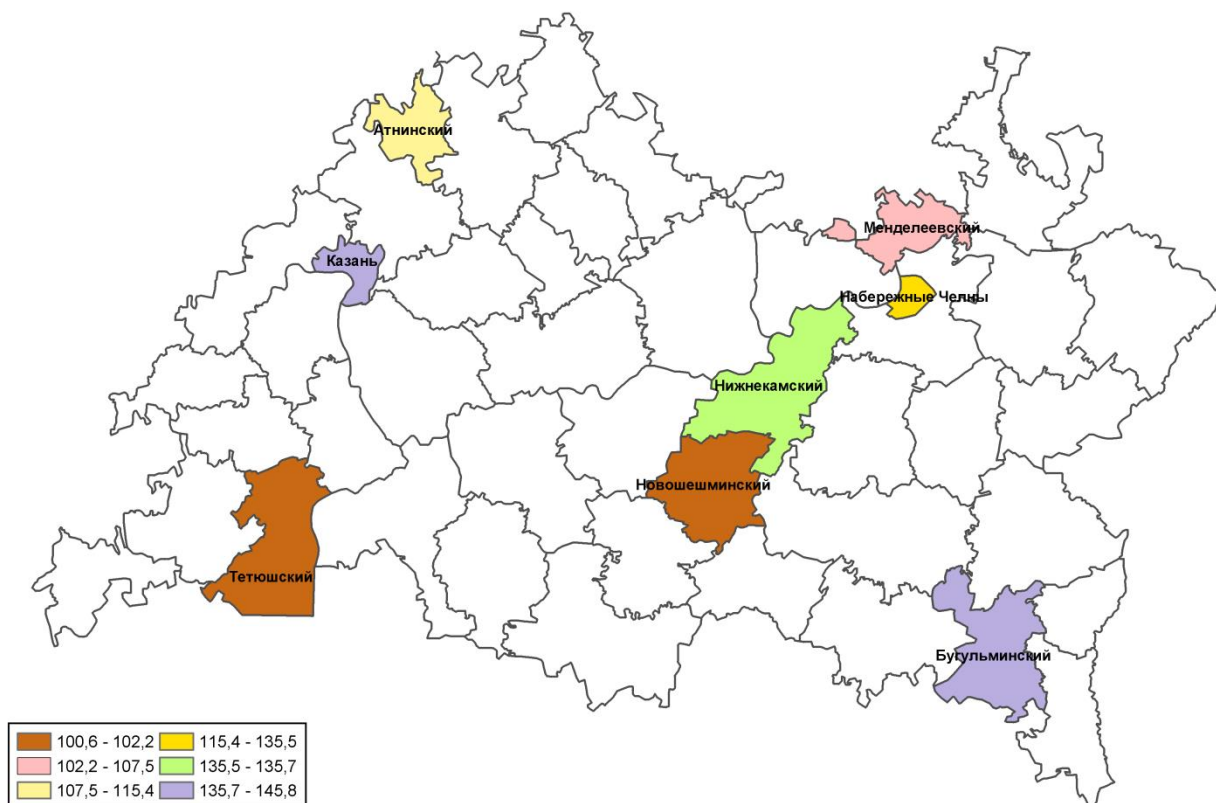 Атнинский
Менделеевский
Казань
Набережные Челны
Нижнекамский
Новошешминский
Тетюшский
Бугульминский
100,6 - 102,2
115,4 - 135,5
102,2 - 107,5
135,5 - 135,7
107,5 - 115,4
135,7 - 145,8